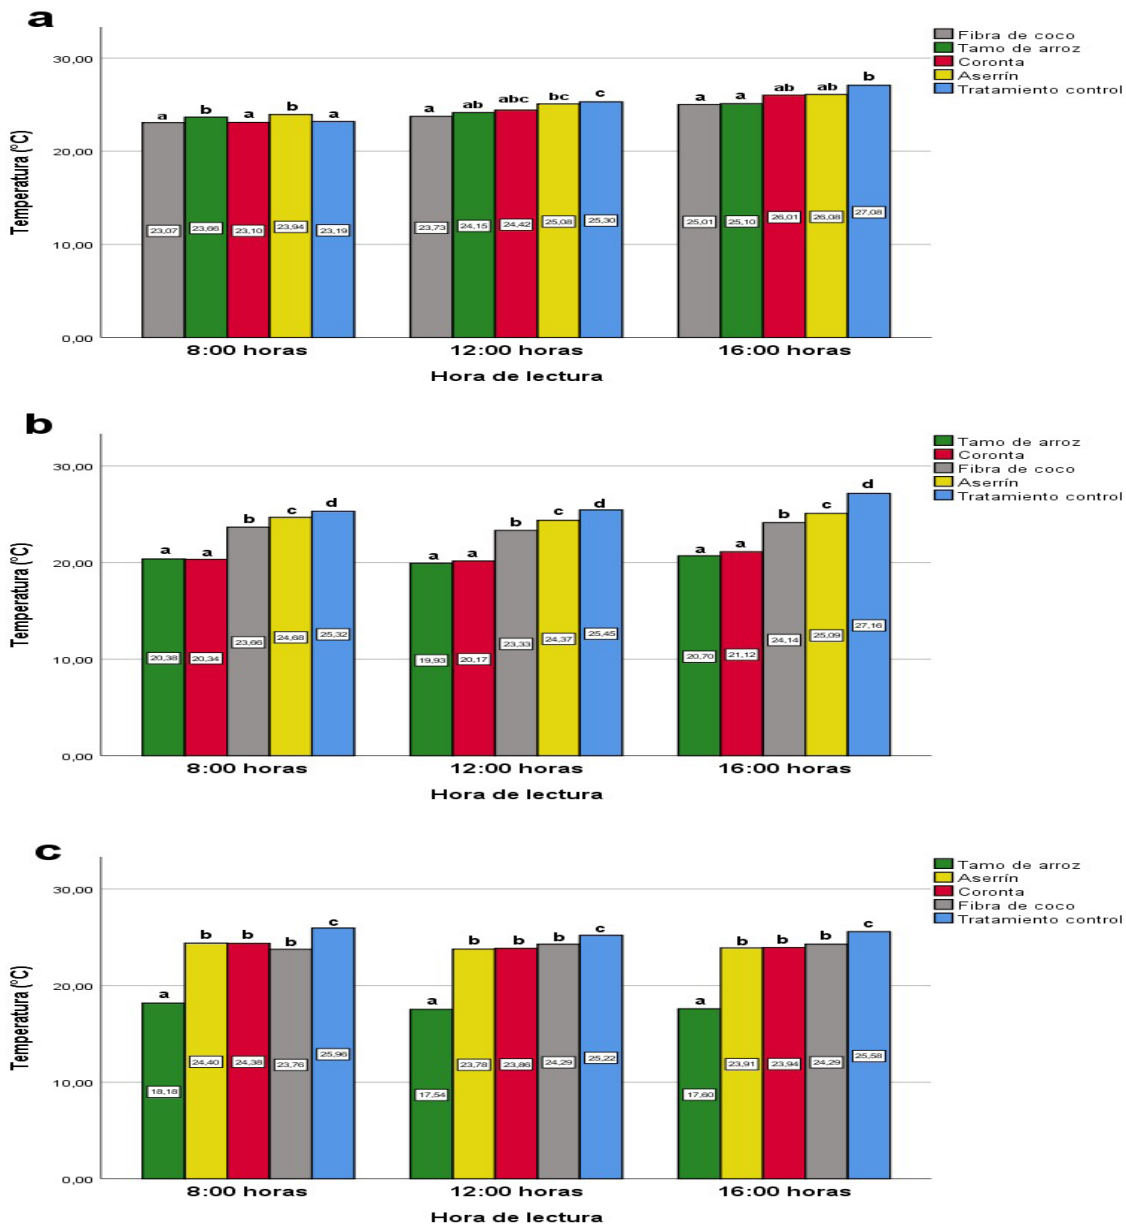 a
Fibra de coco
Tamo de arroz
Coronta
Aserrín
Tratamiento control
Temperatura (ºC)
30,00
20,00
10,00
0,00
a b a b a
a ab abc bc c
a a ab ab b
23,07 23,66 23,10 23,94 23,19
23,73 24,15 24,42 25,08 25,30
25,01 25,10 26,01 26,08 27,08
8:00 horas 12:00 horas 16:00 horas
Hora de lectura
b
Tamo de arroz
Coronta
Fibra de coco
Aserrín
Tratamiento control
Temperatura (ºC)
30,00
20,00
10,00
0,00
a a b c d
a a b c d
a a b c d
20,38 20,34 23,66 24,68 25,32
19,93 20,17 23,33 24,37 25,45
20,70 21,12 24,14 25,09 27,16
8:00 horas 12:00 horas 16:00 horas
Hora de lectura
c
Tamo de arroz
Aserrín
Coronta
Fibra de coco
Tratamiento control
Temperatura (ºC)
30,00
20,00
10,00
0,00
a b b b c
a b b b c
a b b b c
18,18 24,40 24,38 23,76 25,96
17,54 23,78 23,86 24,29 25,22
17,60 23,91 23,94 24,29 25,58
8:00 horas 12:00 horas 16:00 horas
Hora de lectura